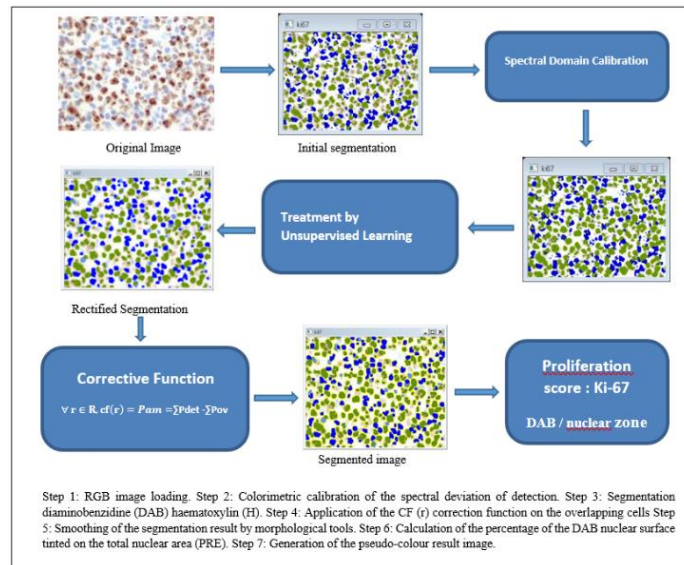 Original Image
ki67
Initial segmentation
Spectral Domain Calibration
ki67
Treatment by
Unsupervised Learning
Rectified Segmentation
Corrective Function
∀ r ∈ R, cf(r) = Pam =∑Pdet -∑Pov
Segmented image
Proliferation
score : Ki-67
DAB / nuclear zone
Step 1: RGB image loading. Step 2: Colorimetric calibration of the spectral deviation of detection. Step 3: Segmentation
diaminobenzidine (DAB) haematoxylin (H). Step 4: Application of the CF (r) correction function on the overlapping cells Step
5: Smoothing of the segmentation result by morphological tools. Step 6: Calculation of the percentage of the DAB nuclear surface
tinted on the total nuclear area (PRE). Step 7: Generation of the pseudo-colour result image.